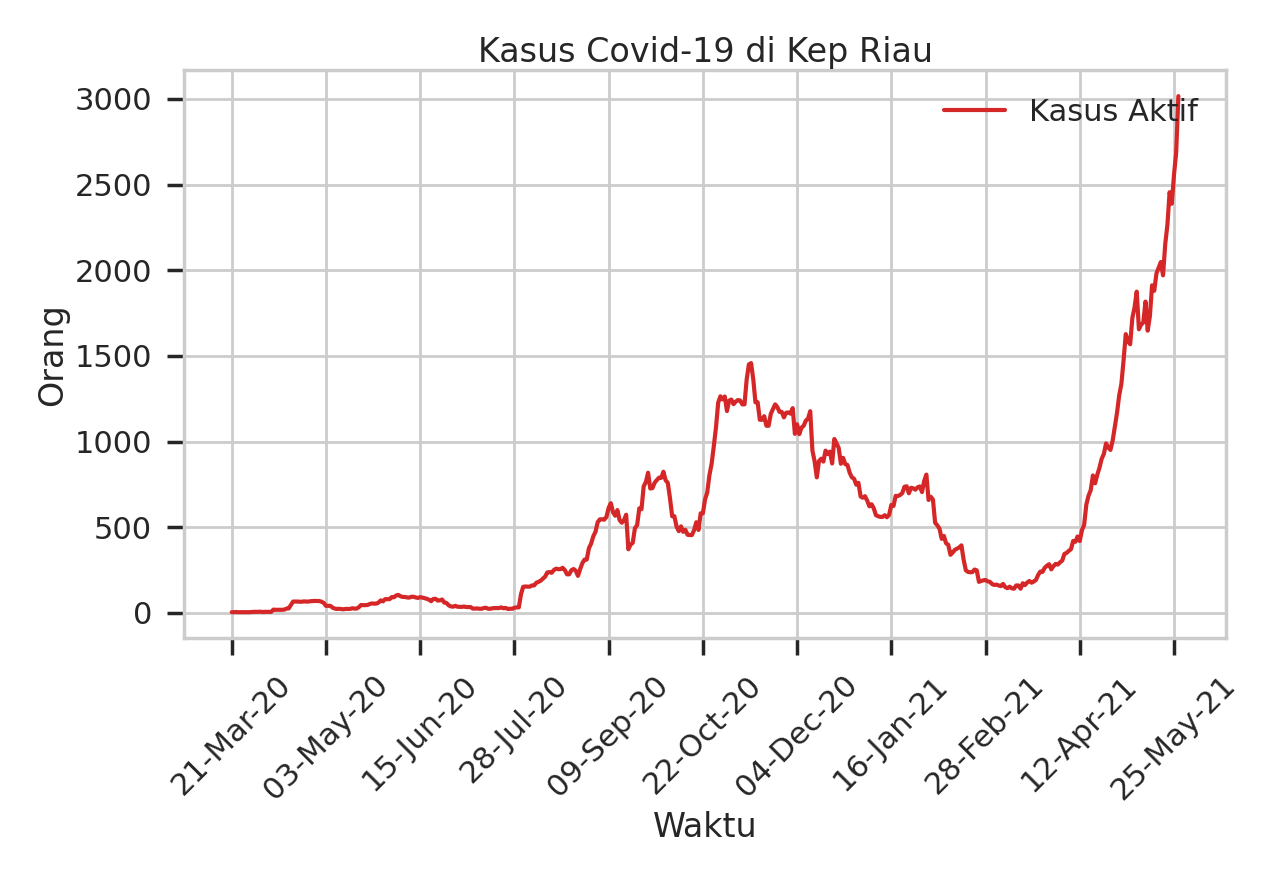 Kasus Covid-19 di Kep Riau
Kasus Aktif
3000
2500
2000
1500
1000
500
0
Orang
21-Mar-20
03-May-20
15-Jun-20
28-Jul-20
09-Sep-20
22-Oct-20
04-Dec-20
16-Jan-21
28-Feb-21
12-Apr-21
25-May-21
Waktu